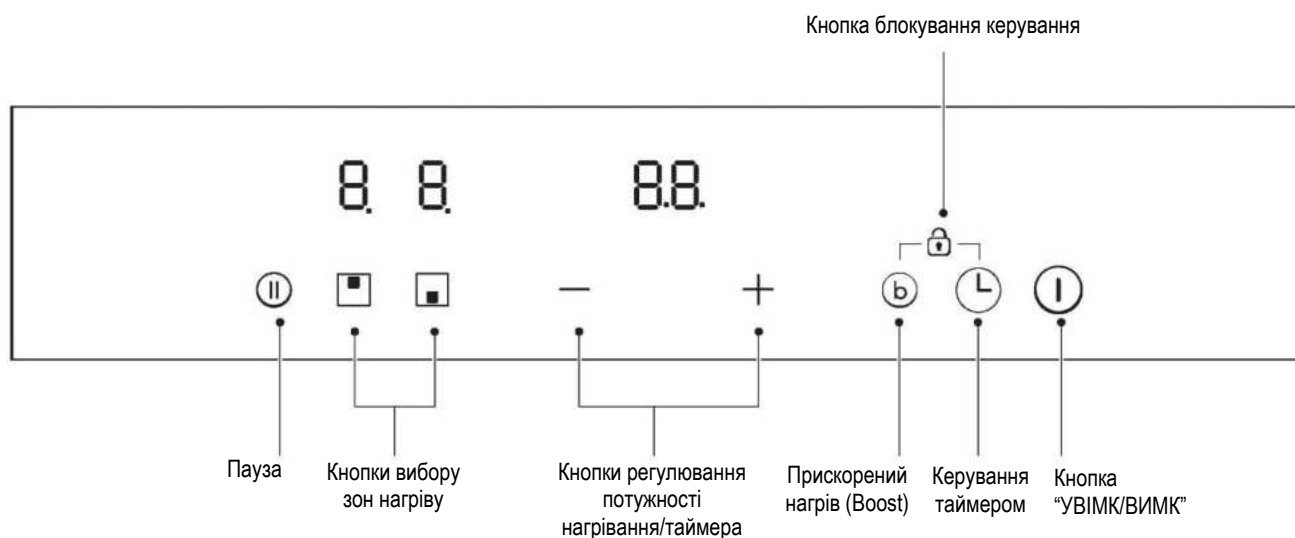 Кнопка блокування керування
8. 8. 8.8.
b
Пауза
Кнопки вибору
зон нагріву
Кнопки регулювання
потужності
нагрівання/таймера
Прискорений
нагрів (Boost)
Керування
таймером
Кнопка
“УВІМК/ВИМК”